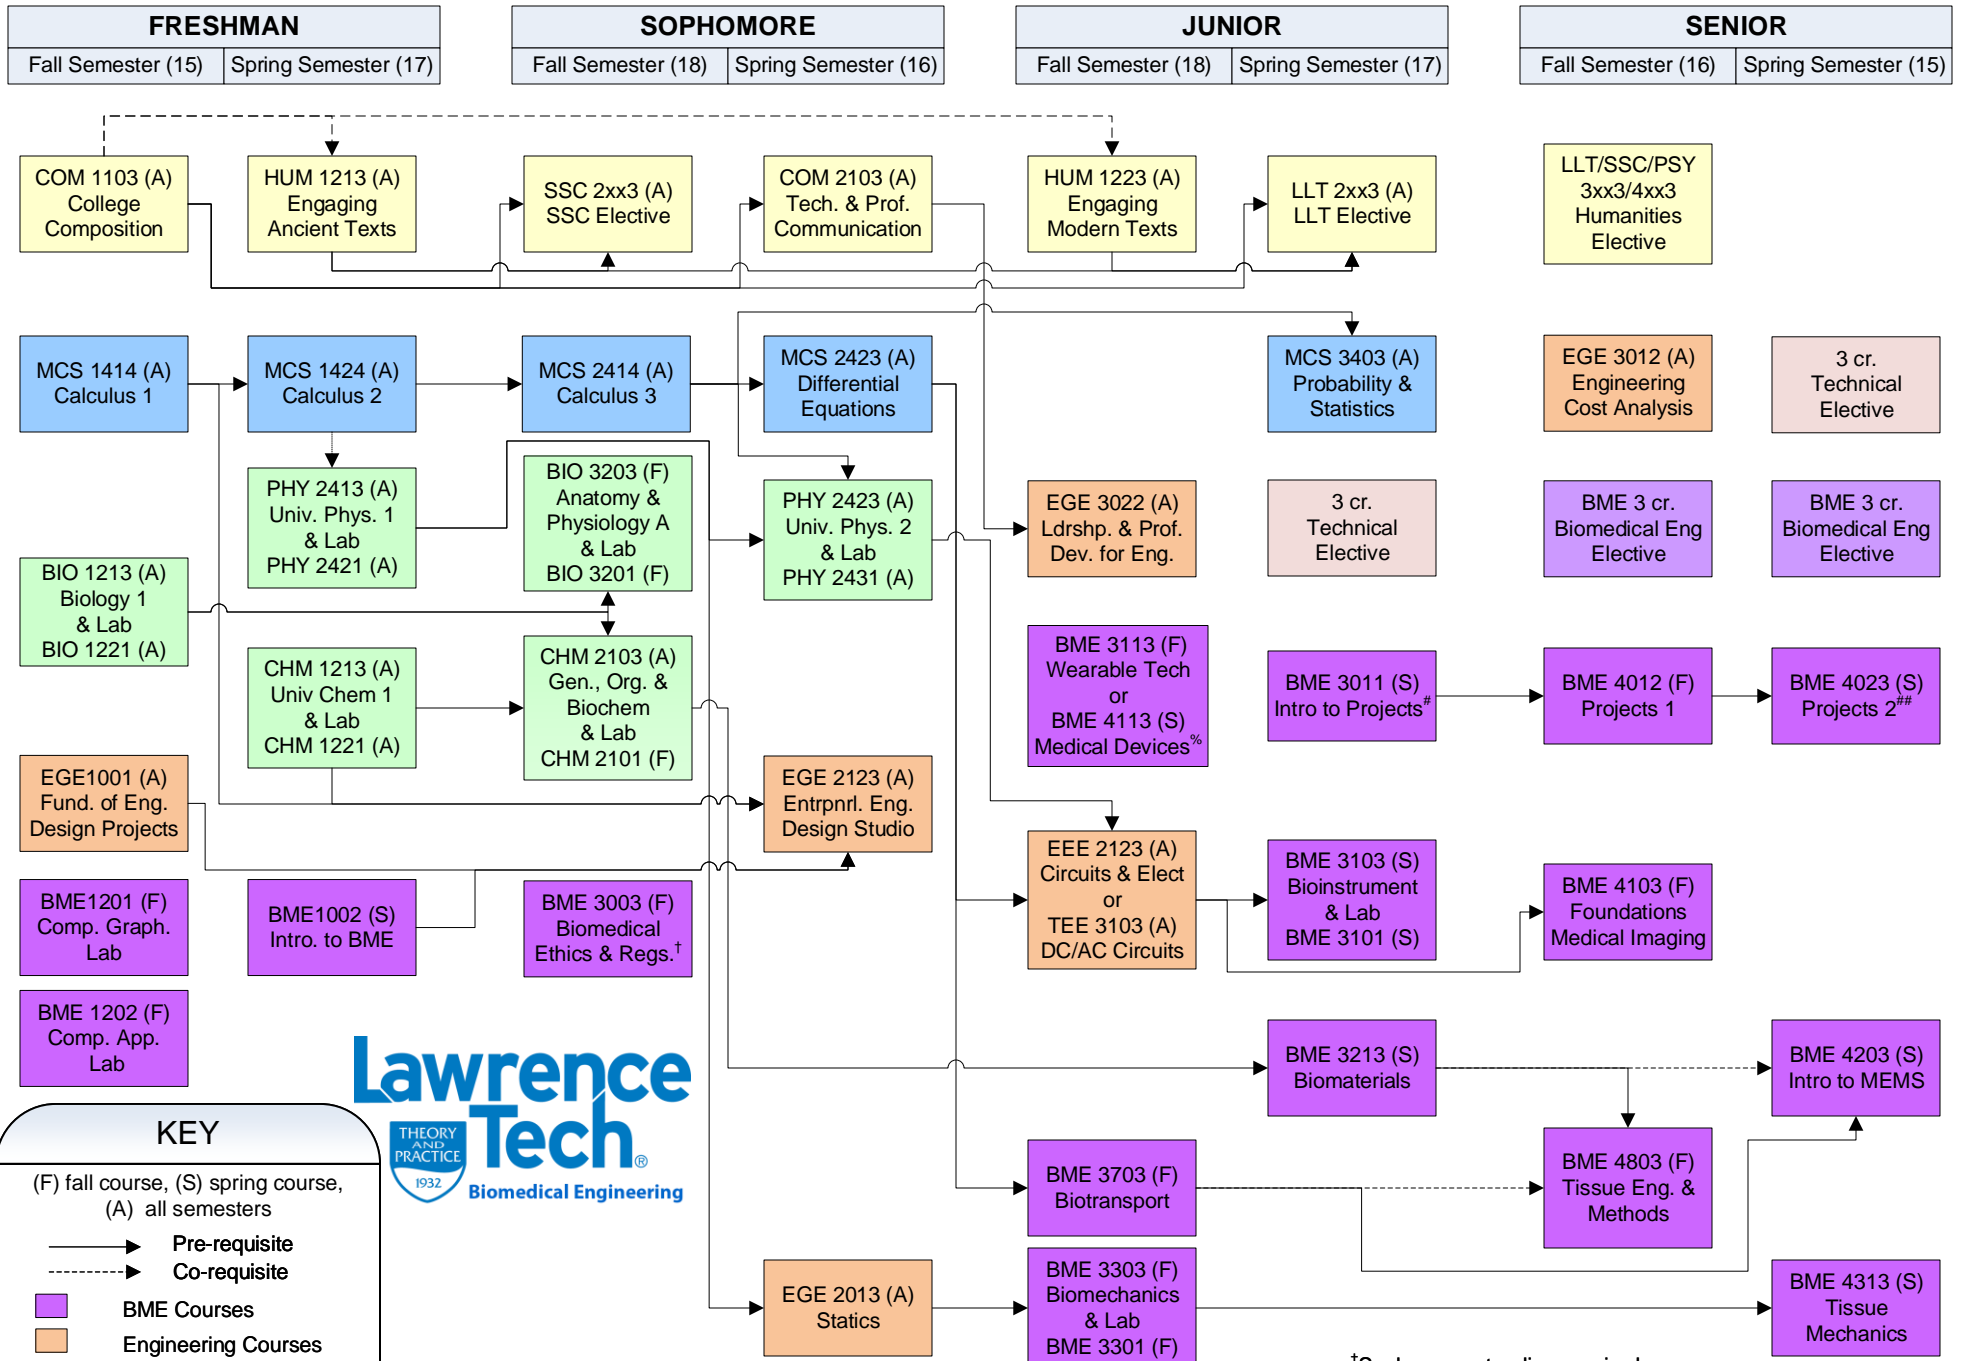 FRESHMAN
Fall Semester (15)
Spring Semester (17)
SOPHOMORE
Fall Semester (18)
Spring Semester (16)
JUNIOR
Fall Semester (18)
Spring Semester (17)
SENIOR
Fall Semester (16)
Spring Semester (15)
COM 1103 (A)
College
Composition
HUM 1213 (A)
Engaging
Ancient Texts
SSC 2xx3 (A)
SSC Elective
COM 2103 (A)
Tech. & Prof.
Communication
HUM 1223 (A)
Engaging
Modern Texts
LLT 2xx3 (A)
LLT Elective
LLT/SSC/PSY
3xx3/4xx3
Humanities
Elective
MCS 1414 (A)
Calculus 1
MCS 1424 (A)
Calculus 2
MCS 2414 (A)
Calculus 3
MCS 2423 (A)
Differential
Equations
MCS 3403 (A)
Probability &
Statistics
EGE 3012 (A)
Engineering
Cost Analysis
3 cr.
Technical
Elective
PHY 2413 (A)
Univ. Phys. 1
& Lab
PHY 2421 (A)
BIO 3203 (F)
Anatomy &
Physiology A
& Lab
BIO 3201 (F)
PHY 2423 (A)
Univ. Phys. 2
& Lab
PHY 2431 (A)
EGE 3022 (A)
Ldrshp. & Prof.
Dev. for Eng.
3 cr.
Technical
Elective
BME 3 cr.
Biomedical Eng
Elective
BME 3 cr.
Biomedical Eng
Elective
BIO 1213 (A)
Biology 1
& Lab
BIO 1221 (A)
CHM 1213 (A)
Univ Chem 1
& Lab
CHM 1221 (A)
CHM 2103 (A)
Gen., Org. &
Biochem
& Lab
CHM 2101 (F)
BME 3113 (F)
Wearable Tech
or
BME 4113 (S)
Medical Devices%
BME 3011 (S)
Intro to Projects#
BME 4012 (F)
Projects 1
BME 4023 (S)
Projects 2##
EGE1001 (A)
Fund. of Eng.
Design Projects
EGE 2123 (A)
Entrpnrl. Eng.
Design Studio
BME1201 (F)
Comp. Graph.
Lab
BME1002 (S)
Intro. to BME
BME 3003 (F)
Biomedical
Ethics & Regs.†
EEE 2123 (A)
Circuits & Elect
or
TEE 3103 (A)
DC/AC Circuits
BME 3103 (S)
Bioinstrument
& Lab
BME 3101 (S)
BME 4103 (F)
Foundations
Medical Imaging
BME 1202 (F)
Comp. App.
Lab
BME 3213 (S)
Biomaterials
BME 4203 (S)
Intro to MEMS
BME 3703 (F)
Biotransport
BME 4803 (F)
Tissue Eng. &
Methods
EGE 2013 (A)
Statics
BME 3303 (F)
Biomechanics
& Lab
BME 3301 (F)
BME 4313 (S)
Tissue
Mechanics
Lawrence
Tech®
THEORY
AND
PRACTICE
1932
Biomedical Engineering
KEY
(F) fall course, (S) spring course,
(A) all semesters
Pre-requisite
Co-requisite
BME Courses
Engineering Courses